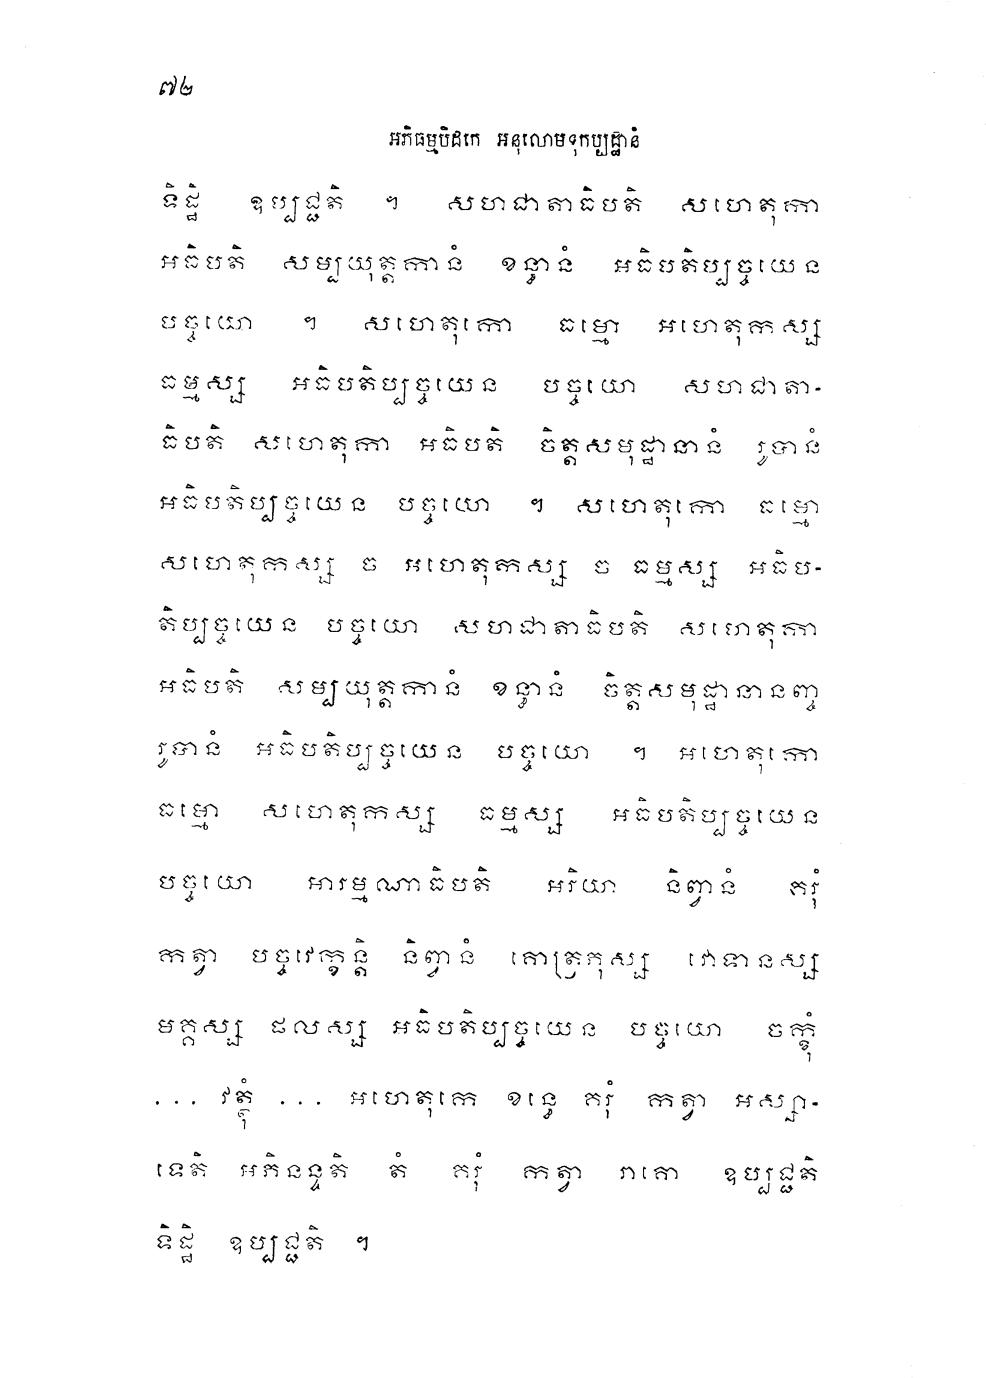 ៧២
អភិធម្មបិដកេ អនុលោមទុកប្បដ្ឋានំ
ទិដ្ឋិ ឧប្បជ្ជតិ ។ សហជាតាធិបតិ សហេតុកា
អធិបតិ សម្បយុត្តកានំ ខន្ធានំ អធិបតិប្បច្ចយេន
បច្ចយោ ។ សហេតុកោ ធម្មោ អហេតុកស្ស
ធម្មស្ស អធិបតិប្បច្ចយេន បច្ចយោ សហជាតា-
ធិបតិ សហេតុកា អធិបតិ ចិត្តសមុដ្ឋានានំ រូបានំ
អធិបតិប្បច្ចយេន បច្ចយោ ។ សហេតុកោ ធម្មោ
សហេតុកស្ស ច អហេតុកស្ស ច ធម្មស្ស អធិប-
តិប្បច្ចយេន បច្ចយោ សហជាតាធិបតិ សហេតុកា
អធិបតិ សម្បយុត្តកានំ ខន្ធានំ ចិត្តសមុដ្ឋានានញ្ច
រូបានំ អធិបតិប្បច្ចយេន បច្ចយោ ។ អហេតុកោ
ធម្មោ សហេតុកស្ស ធម្មស្ស អធិបតិប្បច្ចយេន
បច្ចយោ អារម្មណាធិបតិ អរិយា និព្វានំ គរុំ
កត្វា បច្ចវេក្ខន្តិ និព្វានំ គោត្រភុស្ស វោទានស្ស
មគ្គស្ស ផលស្ស អធិបតិប្បច្ចយេន បច្ចយោ ចក្ខុំ
... វត្ថុំ ... អហេតុកេ ខន្ធេ គរុំ កត្វា អស្សា-
ទេតិ អភិនន្ទតិ តំ គរុំ កត្វា រាគោ ឧប្បជ្ជតិ
ទិដ្ឋិ ឧប្បជ្ជតិ ។